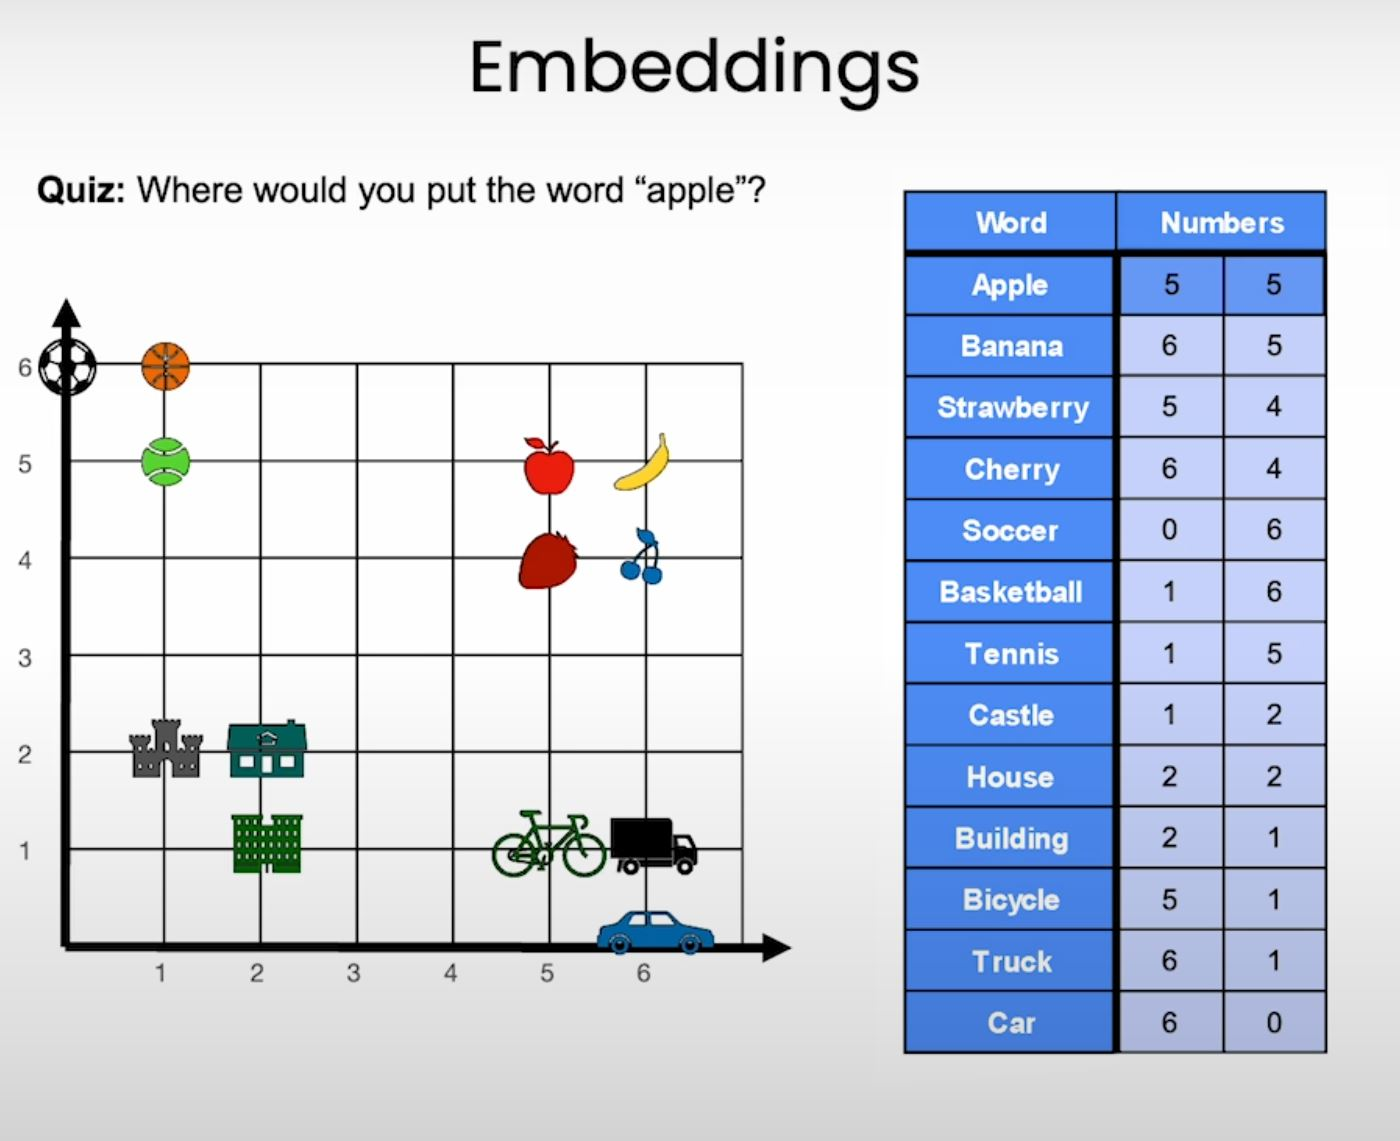 Embeddings
Quiz: Where would you put the word “apple”?
6
5
4
3
2
1
1 2 3 4 5 6
Word Numbers
Apple 5 5
Banana 6 5
Strawberry 5 4
Cherry 6 4
Soccer 0 6
Basketball 1 6
Tennis 1 5
Castle 1 2
House 2 2
Building 2 1
Bicycle 5 1
Truck 6 1
Car 6 0